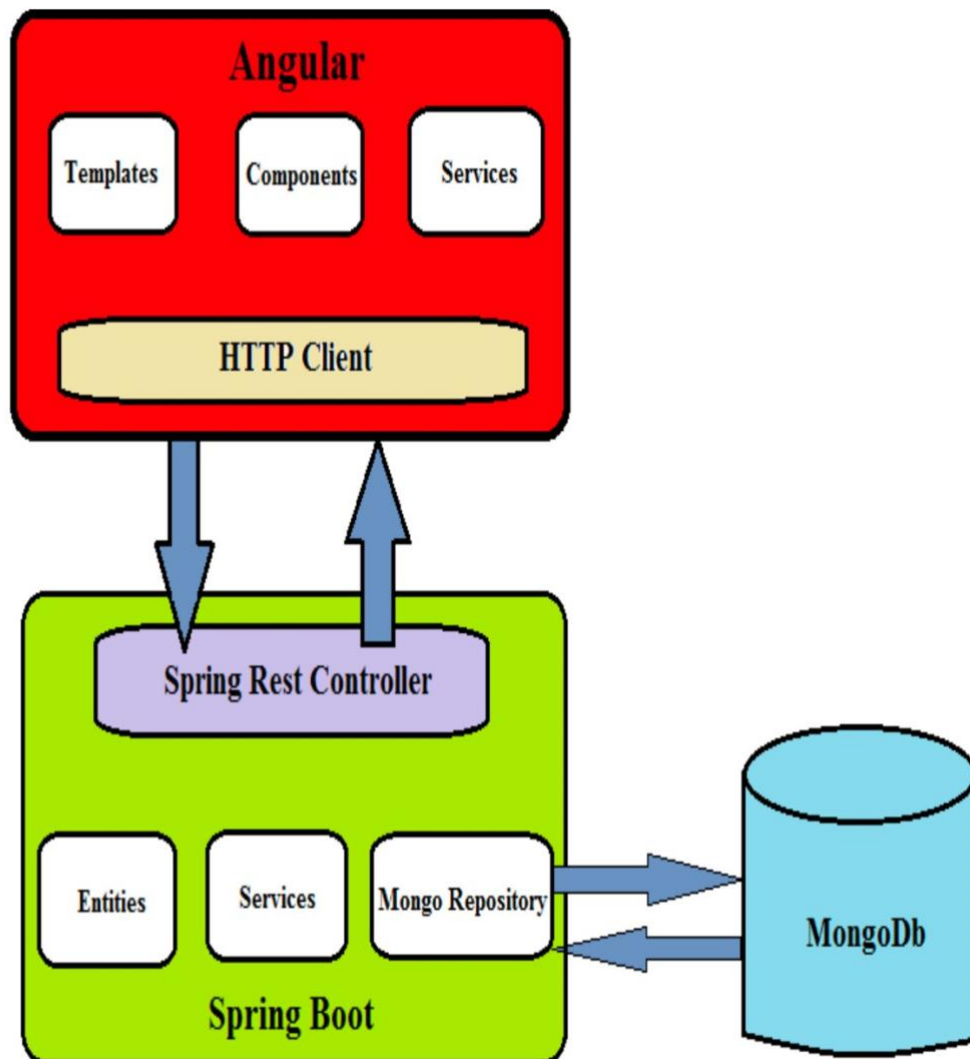 Angular
Templates
Components
Services
HTTP Client
Spring Rest Controller
Entities
Services
Mongo Repository
MongoDb
Spring Boot